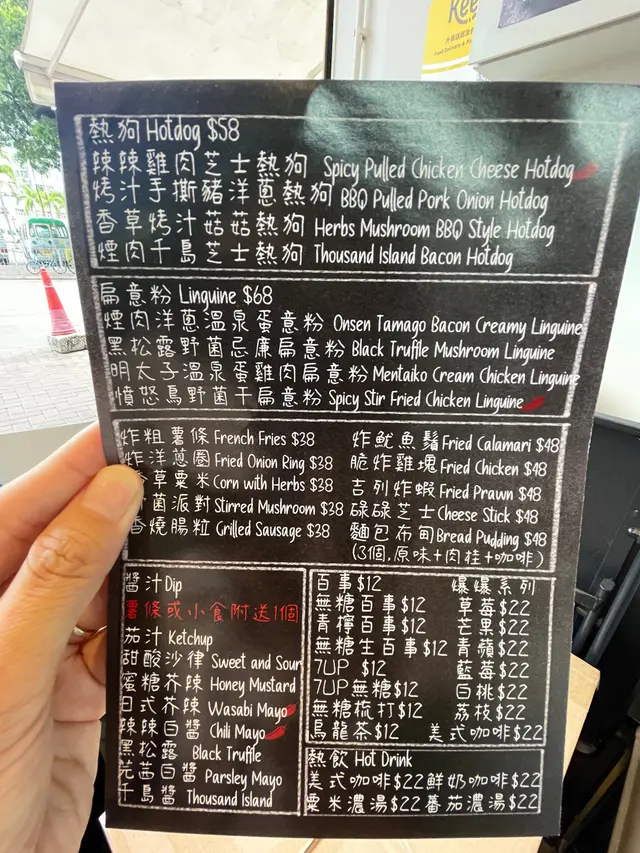 Kee
熱狗 Hotdog $58
辣辣雞肉芝士熱狗 Spicy Pulled Chicken Cheese Hotdog
烤汁手撕豬洋蔥熱狗 BBQ Pulled Pork Onion Hotdog
香草烤汁菇菇熱狗 Herbs Mushroom BBQ Style Hotdog
煙肉千島芝士熱狗 Thousand Island Bacon Hotdog
扁意粉 Linguine $68
煙肉洋蔥溫泉蛋意粉 Onsen Tamago Bacon Creamy Linguine
黑松露野菌忌廉扁意粉 Black Truffle Mushroom Linguine
明太子溫泉蛋雞肉扁意粉 Mentaiko Cream Chicken Linguine
憤怒鳥野菌干扁意粉 Spicy Stir Fried Chicken Linguine
炸粗薯條 French Fries $38
炸洋蔥圈 Fried Onion Ring $38
草粟米 Corn with Herbs $38
菌派對 Stirred Mushroom $38
香燒腸粒 Grilled Sausage $38
炸魷魚鬚 Fried Calamari $48
脆炸雞塊 Fried Chicken $48
吉列炸蝦 Fried Prawn $48
碌碌芝士 Cheese Stick $48
麵包布甸 Bread Pudding $48
(3個,原味+肉桂+咖啡)
醬汁 Dip
薯條或小食附送1個
茄汁 Ketchup
甜酸沙律 Sweet and Sour
蜜糖芥辣 Honey Mustard
日式芥辣 Wasabi Mayo
辣辣白醬 Chili Mayo
黑松露 Black Truffle
芫茜白醬 Parsley Mayo
千島醬 Thousand Island
百事 $12
無糖百事 $12
青檸百事 $12
無糖生百事 $12
7UP $12
7UP無糖 $12
無糖梳打 $12
烏龍茶 $12
爆爆系列
草莓 $22
芒果 $22
青蘋 $22
藍莓 $22
白桃 $22
荔枝 $22
美式咖啡 $22
熱飲 Hot Drink
美式咖啡 $22 鮮奶咖啡 $22
粟米濃湯 $22 蕃茄濃湯 $22